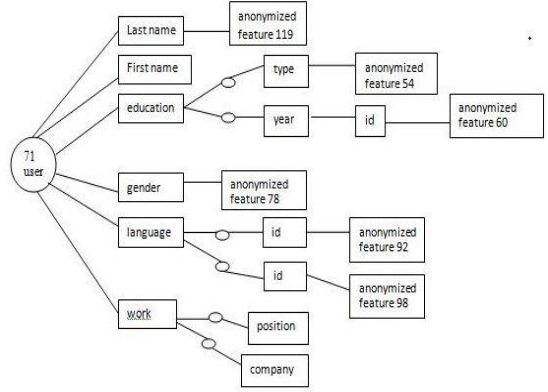 Last name
anonymized
feature 119
First name
type
anonymized
feature 54
education
year
id
anonymized
feature 60
71
user
gender
anonymized
feature 78
language
id
anonymized
feature 92
id
anonymized
feature 98
work
position
company